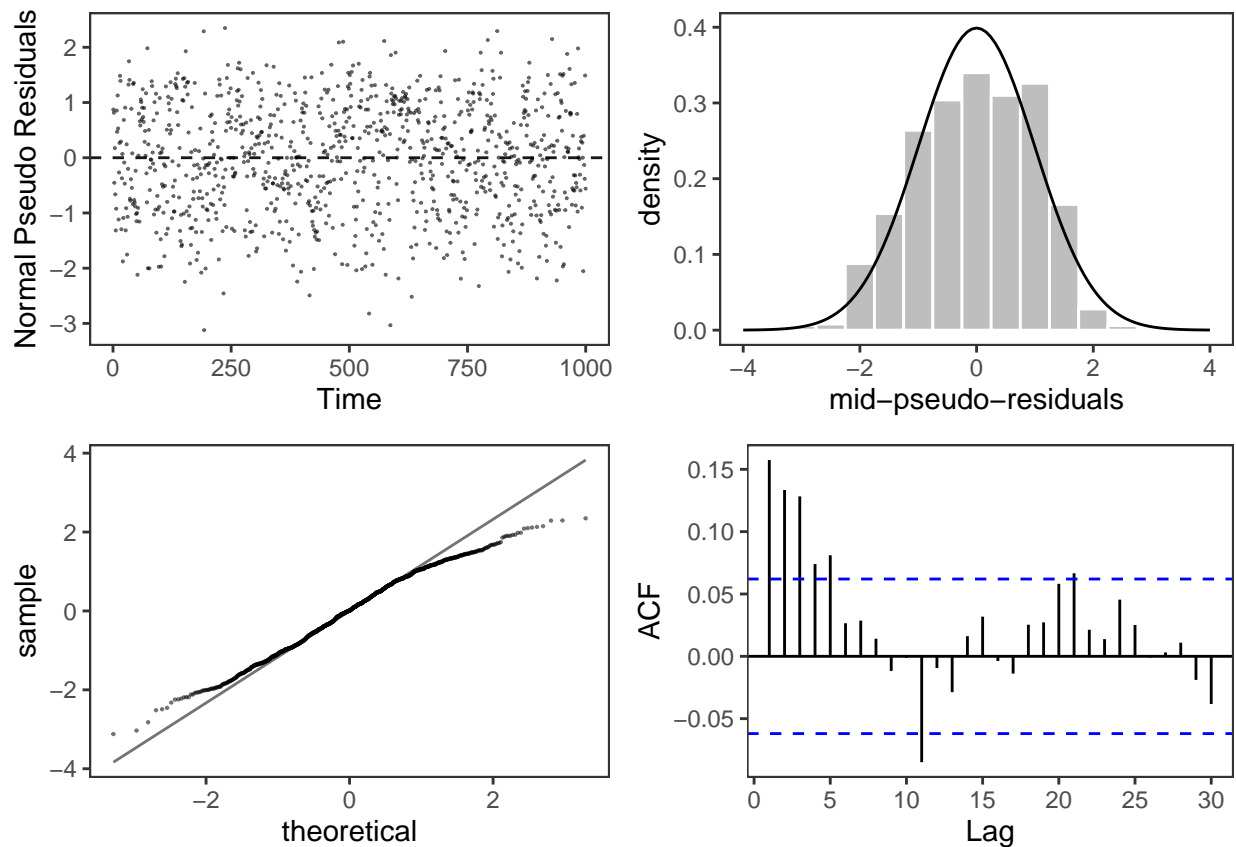 Normal Pseudo Residuals
2
1
0
−1
−2
−3
0 250 500 750 1000
Time
density
0.4
0.3
0.2
0.1
0.0
−4 −2 0 2 4
mid−pseudo−residuals
sample
4
2
0
−2
−4
−2 0 2
theoretical
ACF
0.15
0.10
0.05
0.00
−0.05
0 5 10 15 20 25 30
Lag